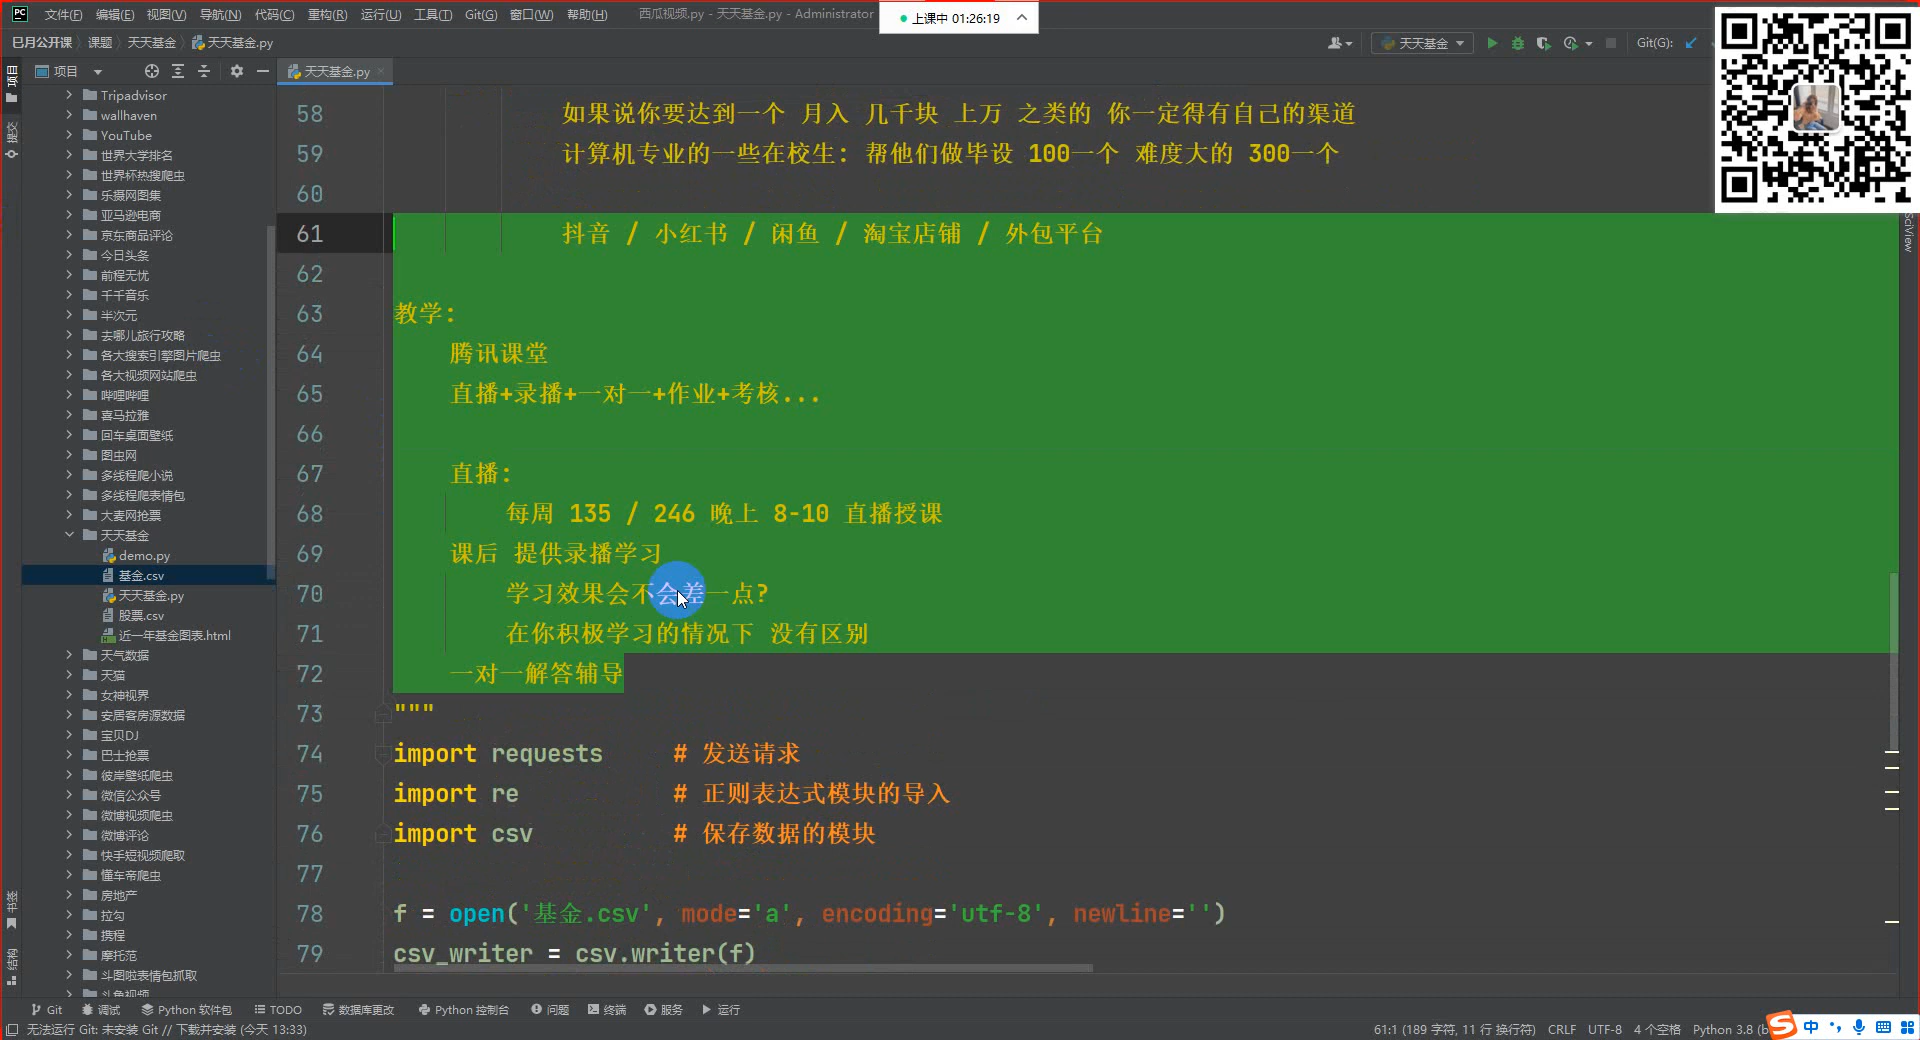 文件(F) 编辑(E) 视图(V) 导航(N) 代码(C) 重构(R) 运行(U) 工具(T) Git(G) 窗口(W) 帮助(H) 西瓜视频.py - 天天基金.py - Administrator
上课中 01:26:19
巳月公开课 课题 天天基金 天天基金.py
天天基金
Git(G):
项目
天天基金.py
项目
提交
书签
结构
SciView
Tripadvisor
wallhaven
YouTube
世界大学排名
世界杯热搜爬虫
乐摄网图集
亚马逊电商
京东商品评论
今日头条
前程无忧
千千音乐
半次元
去哪儿旅行攻略
各大搜索引擎图片爬虫
各大视频网站爬虫
哔哩哔哩
喜马拉雅
回车桌面壁纸
图虫网
多线程爬小说
多线程爬表情包
大麦网抢票
天天基金
demo.py
基金.csv
天天基金.py
股票.csv
近一年基金图表.html
天气数据
天猫
女神视界
安居客房源数据
宝贝DJ
巴士抢票
彼岸壁纸爬虫
微信公众号
微博视频爬虫
微博评论
快手短视频爬取
懂车帝爬虫
房地产
拉勾
携程
摩托范
斗图啦表情包抓取
斗鱼视频
58 如果说你要达到一个 月入 几千块 上万 之类的 你一定得有自己的渠道
59 计算机专业的一些在校生: 帮他们做毕设 100一个 难度大的 300一个
60
61 抖音 / 小红书 / 闲鱼 / 淘宝店铺 / 外包平台
62
63 教学:
64 腾讯课堂
65 直播+录播+一对一+作业+考核...
66
67 直播:
68 每周 135 / 246 晚上 8-10 直播授课
69 课后 提供录播学习
70 学习效果会不会差一点?
71 在你积极学习的情况下 没有区别
72 一对一解答辅导
73 """
74 import requests # 发送请求
75 import re # 正则表达式模块的导入
76 import csv # 保存数据的模块
77
78 f = open('基金.csv', mode='a', encoding='utf-8', newline='')
79 csv_writer = csv.writer(f)
Git 调试 Python 软件包 TODO 数据库更改 Python 控制台 问题 终端 服务 运行
无法运行 Git: 未安装 Git // 下载并安装 (今天 13:33)
61:1 (189 字符, 11 行 换行符) CRLF UTF-8 4 个空格 Python 3.8 (b
中